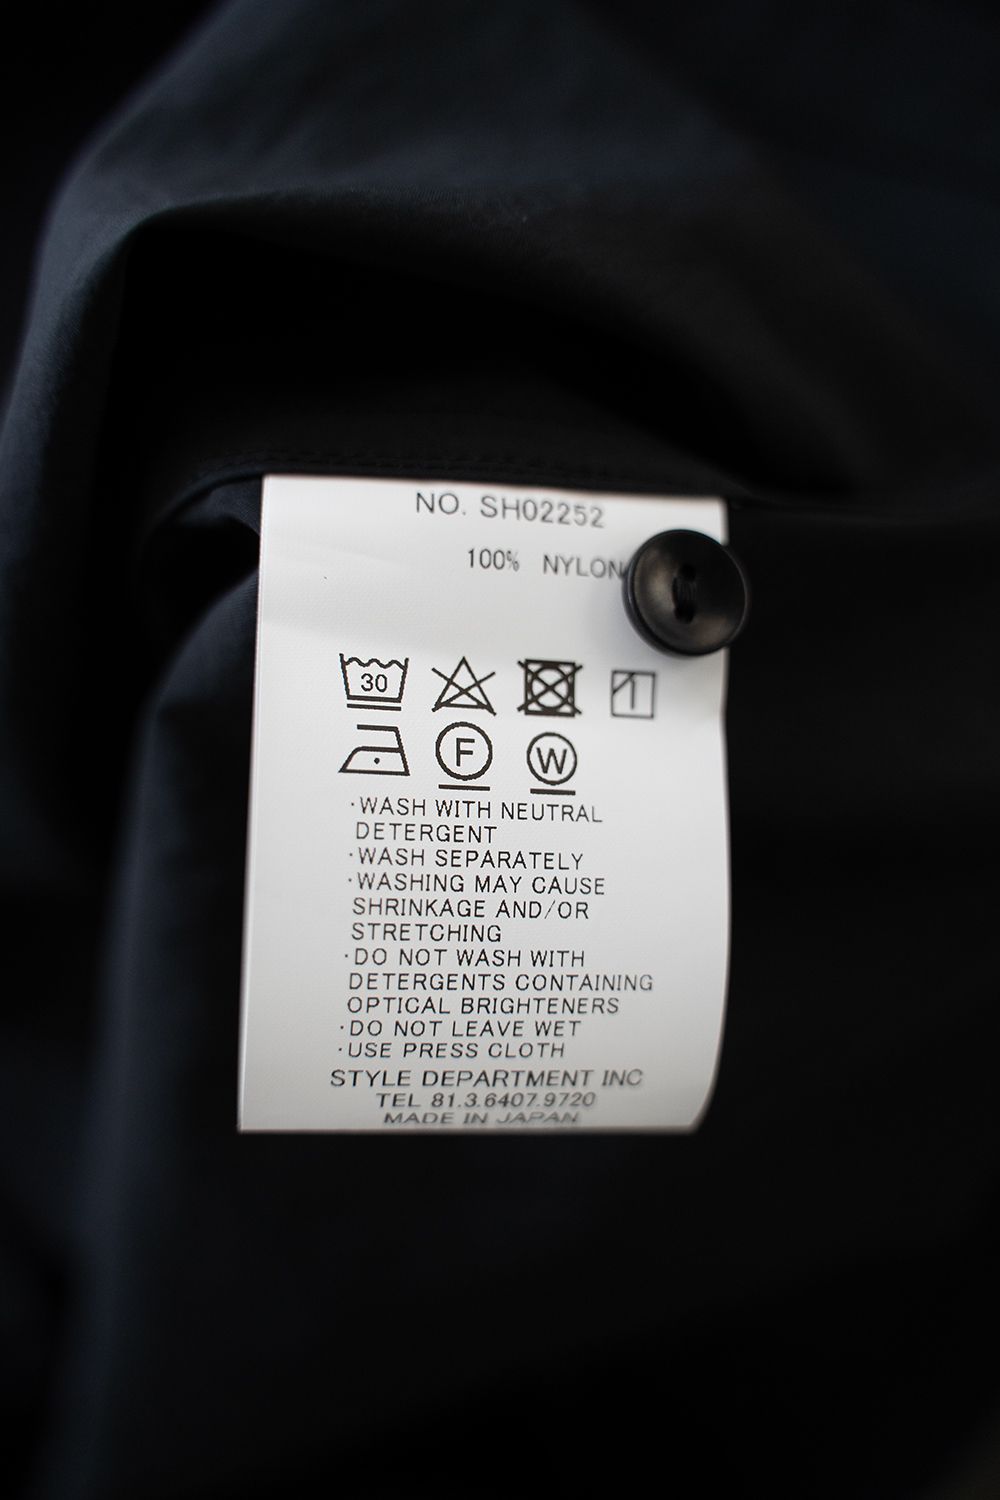 NO. SH02252
100% NYLON
30
F W
·WASH WITH NEUTRAL
DETERGENT
·WASH SEPARATELY
·WASHING MAY CAUSE
SHRINKAGE AND/OR
STRETCHING
·DO NOT WASH WITH
DETERGENTS CONTAINING
OPTICAL BRIGHTENERS
·DO NOT LEAVE WET
·USE PRESS CLOTH
STYLE DEPARTMENT INC
TEL 81.3.6407.9720
MADE IN JAPAN